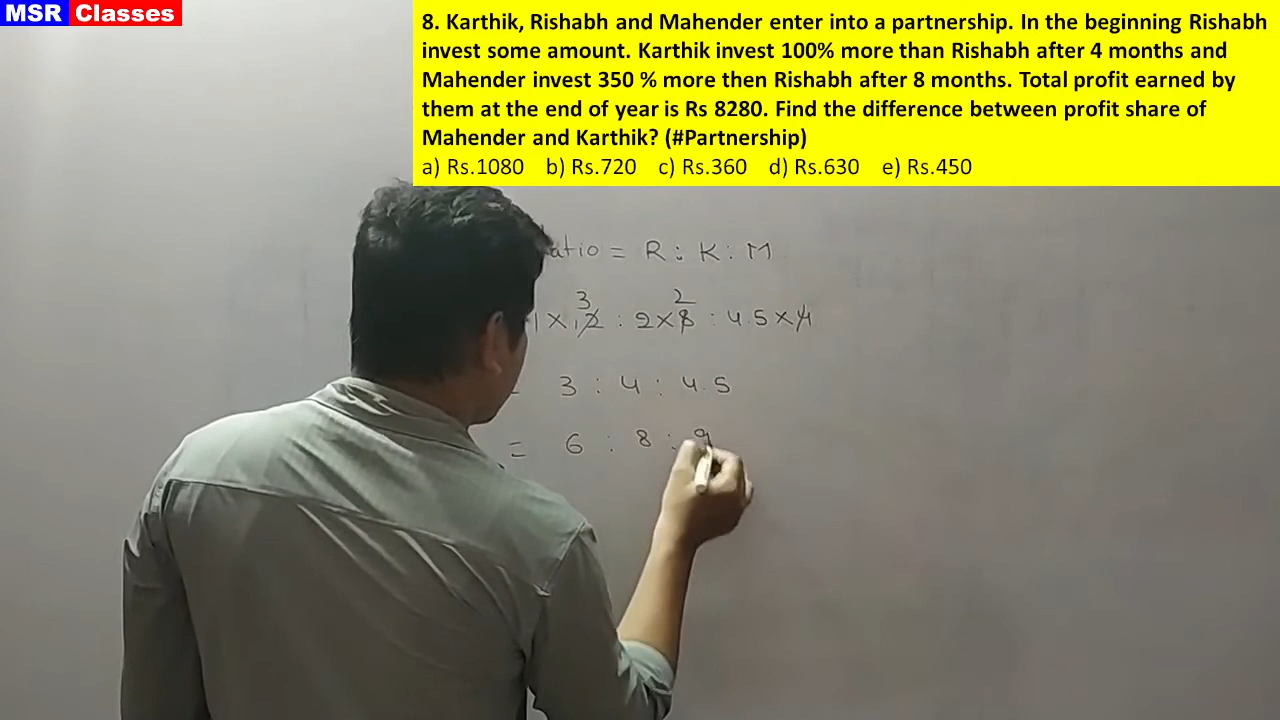 MSR Classes
8. Karthik, Rishabh and Mahender enter into a partnership. In the beginning Rishabh
invest some amount. Karthik invest 100% more than Rishabh after 4 months and
Mahender invest 350 % more then Rishabh after 8 months. Total profit earned by
them at the end of year is Rs 8280. Find the difference between profit share of
Mahender and Karthik? (#Partnership)
a) Rs.1080 b) Rs.720 c) Rs.360 d) Rs.630 e) Rs.450
atio = R : K : M
3 2
1 × 12 : 2 × 8 : 4.5 × 4
= 3 : 4 : 4.5
= 6 : 8 : 9